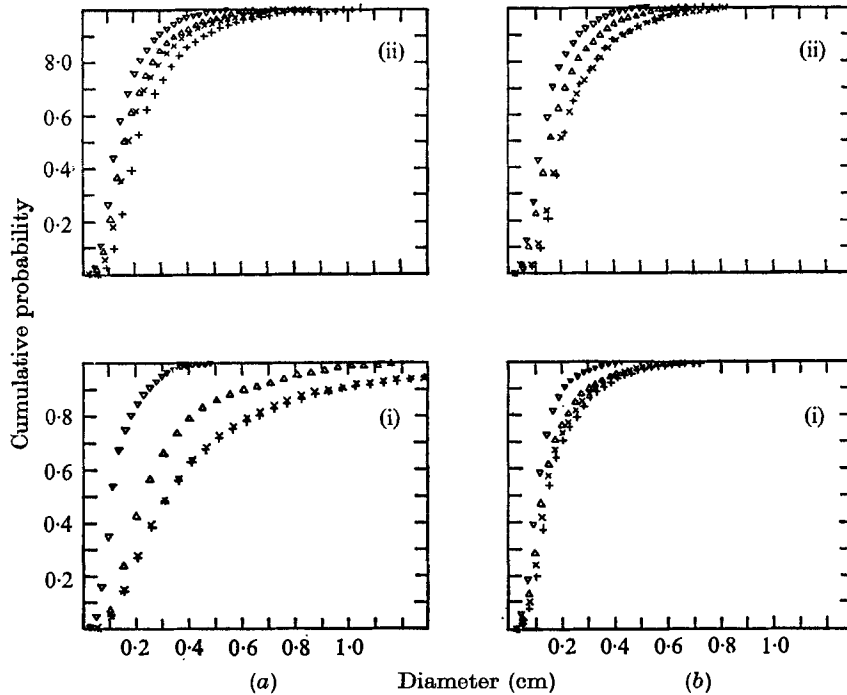 (ii)
(ii)
8·0
0·6
0·4
0·2
Cumulative probability
(i)
(i)
0·8
0·6
0·4
0·2
0·2 0·4 0·6 0·8 1·0
0·2 0·4 0·6 0·8 1·0
(a) Diameter (cm) (b)